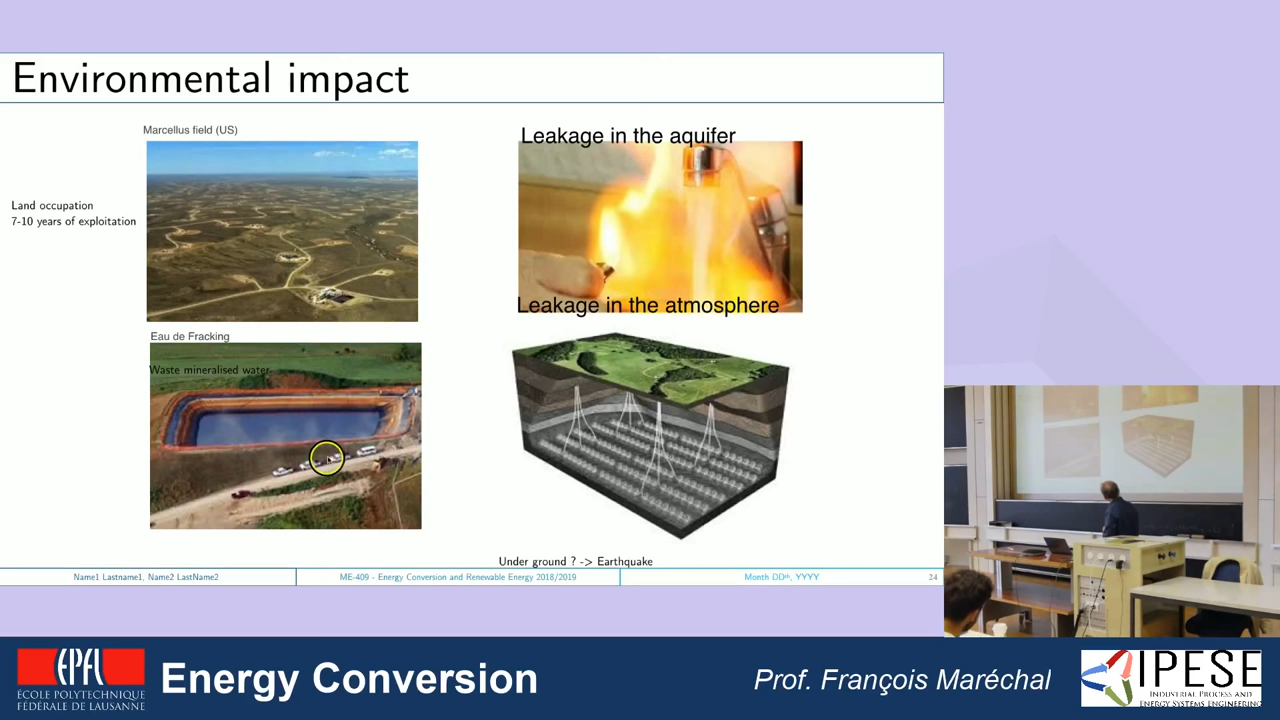 Environmental impact
Marcellus field (US)
Land occupation
7-10 years of exploitation
Eau de Fracking
Waste mineralised water
Leakage in the aquifer
Leakage in the atmosphere
Under ground ? -> Earthquake
Name1 Lastname1, Name2 LastName2
ME-409 - Energy Conversion and Renewable Energy 2018/2019
Month DDth, YYYY
24
EPFL
ÉCOLE POLYTECHNIQUE
FÉDÉRALE DE LAUSANNE
Energy Conversion
Prof. François Maréchal
IPESE
Industrial Process and
Energy Systems Engineering